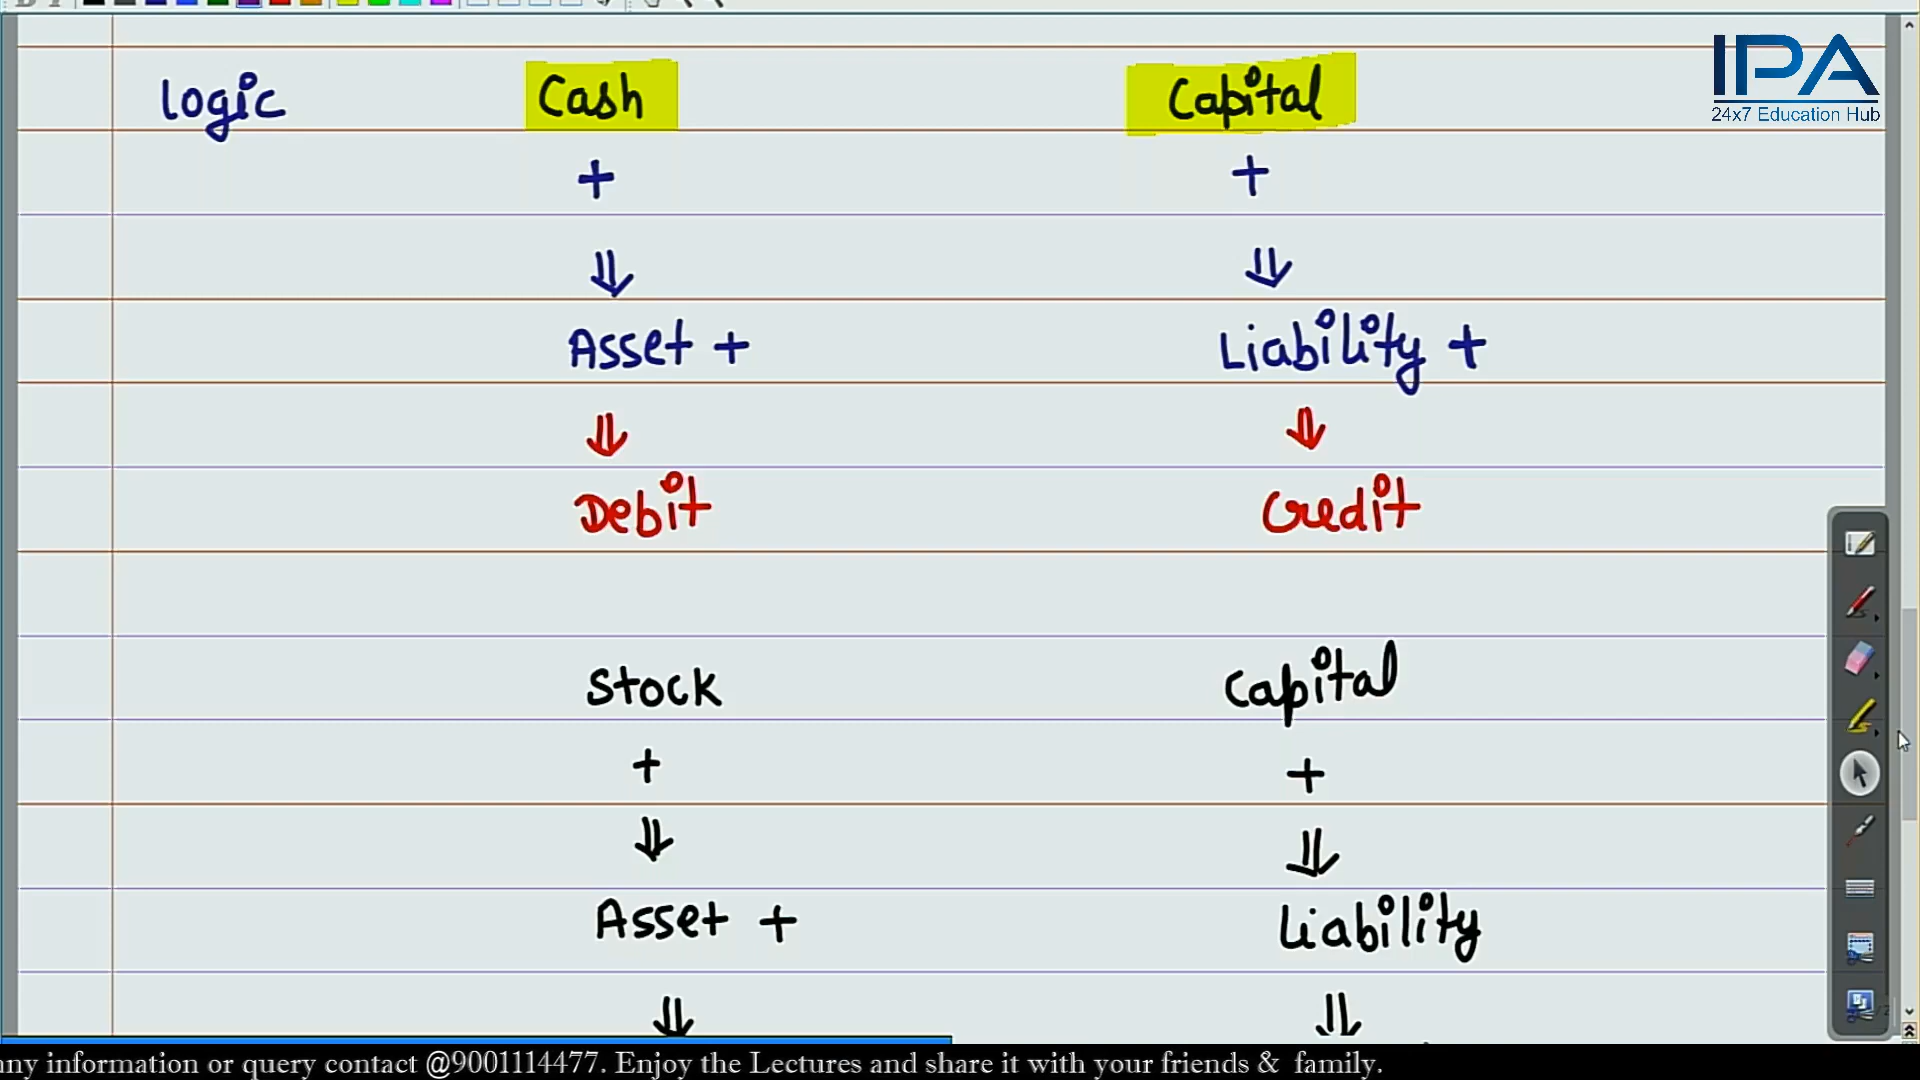 IPA
24x7 Education Hub
Logic Cash Capital
+ +
⇓ ⇓
Asset + Liability +
⇓ ⇓
Debit Credit
Stock Capital
+ +
⇓ ⇓
Asset + Liability
⇓ ⇓
information or query contact @9001114477. Enjoy the Lectures and share it with your friends & family.